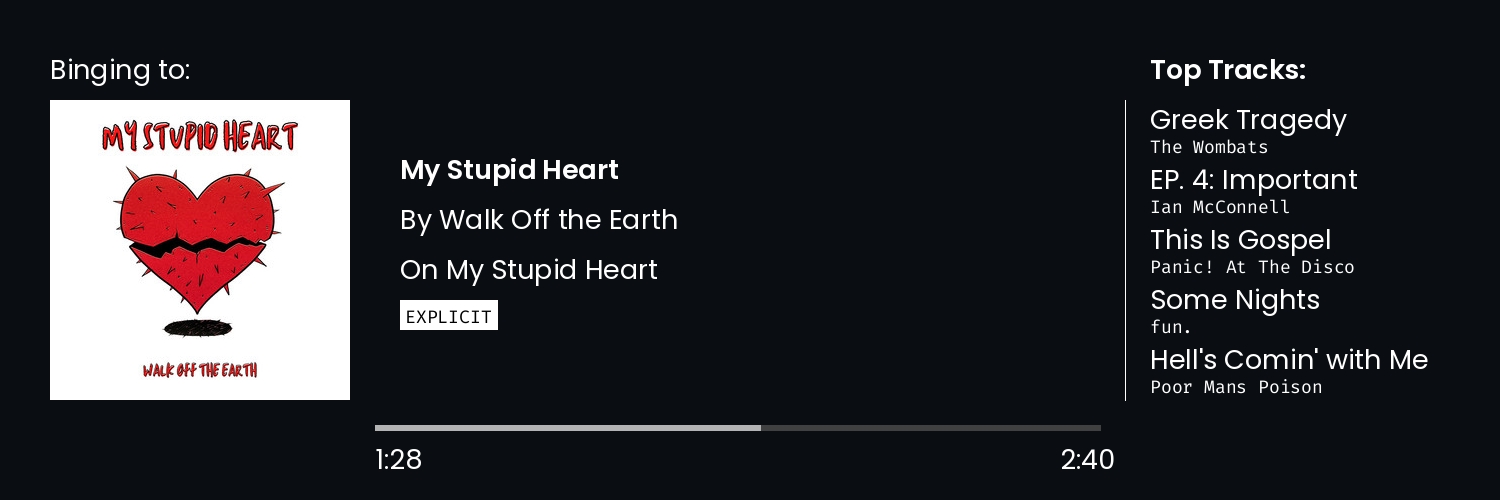 Binging to:
MY STUPID HEART
WALK OFF THE EARTH
My Stupid Heart
By Walk Off the Earth
On My Stupid Heart
EXPLICIT
1:28
2:40
Top Tracks:
Greek Tragedy
The Wombats
EP. 4: Important
Ian McConnell
This Is Gospel
Panic! At The Disco
Some Nights
fun.
Hell's Comin' with Me
Poor Mans Poison